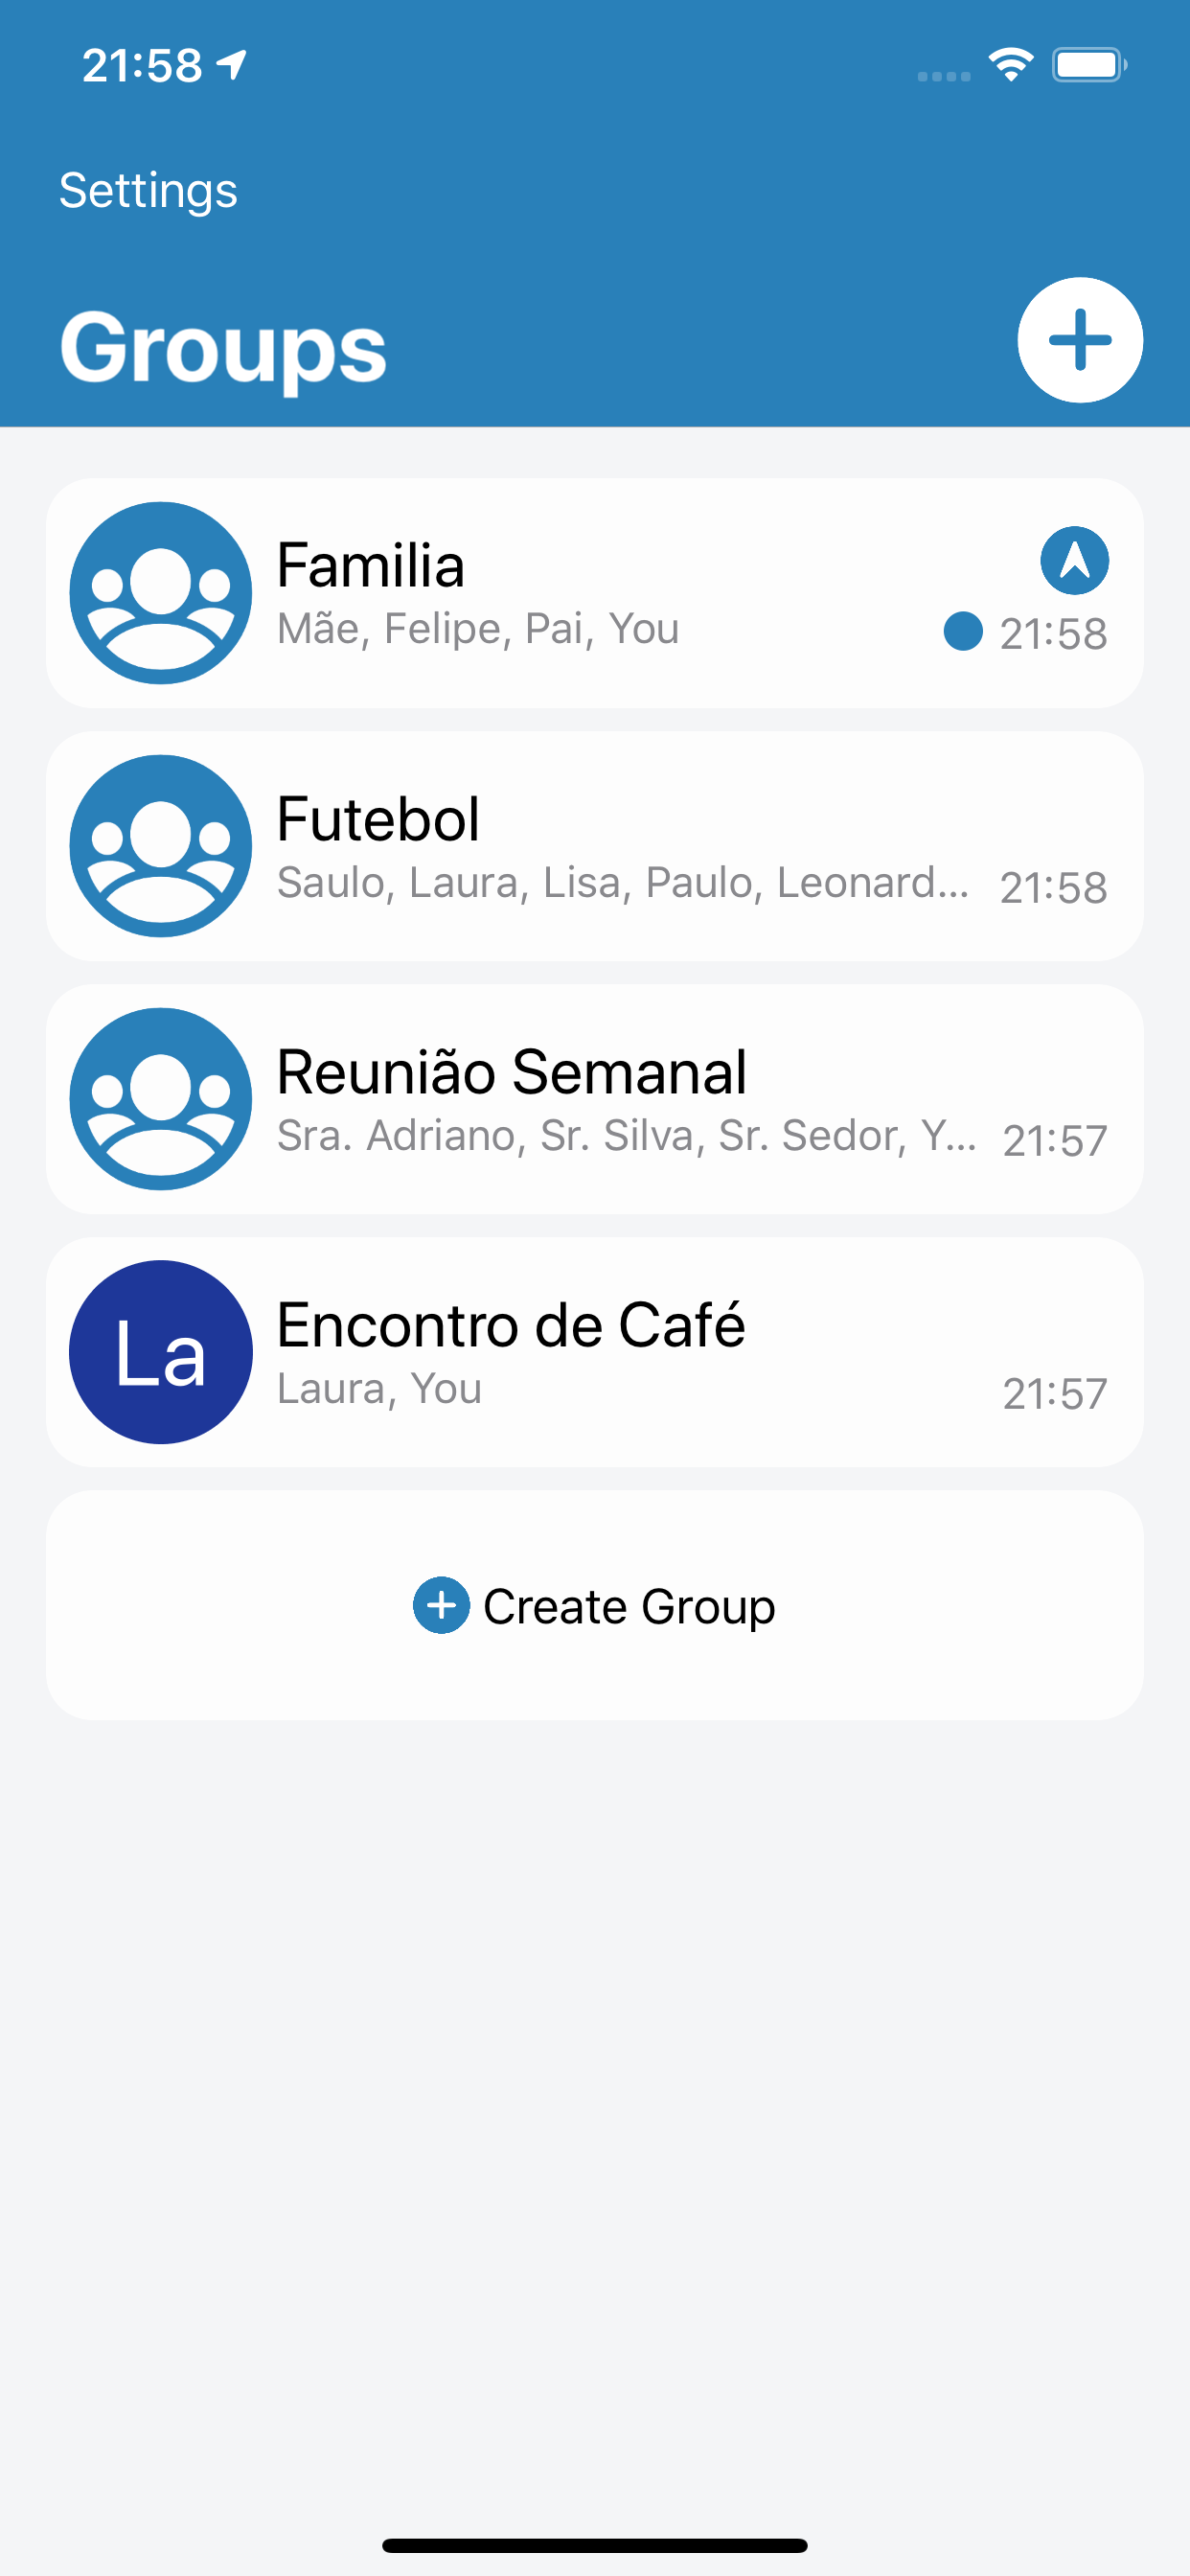 21:58
Settings
Groups
Familia
Mãe, Felipe, Pai, You
21:58
Futebol
Saulo, Laura, Lisa, Paulo, Leonard...
21:58
Reunião Semanal
Sra. Adriano, Sr. Silva, Sr. Sedor, Y...
21:57
La
Encontro de Café
Laura, You
21:57
Create Group